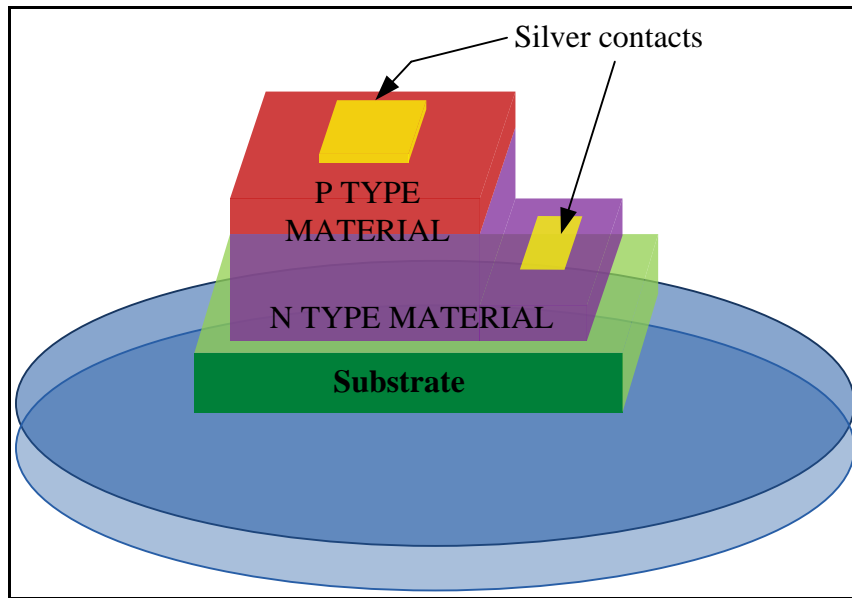 Silver contacts
P TYPE
MATERIAL
N TYPE MATERIAL
Substrate